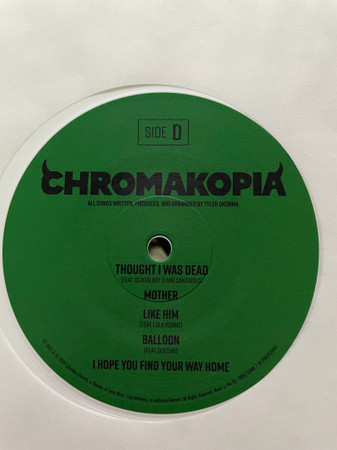 SIDE D
CHROMAKOPIA
ALL SONGS WRITTEN, PRODUCED, AND ARRANGED BY TYLER OKONMA
THOUGHT I WAS DEAD
(FEAT. SCHOOLBOY Q AND SANTIGOLD)
MOTHER
LIKE HIM
(FEAT. LOLA YOUNG)
BALLOON
(FEAT. DOECHII)
I HOPE YOU FIND YOUR WAY HOME